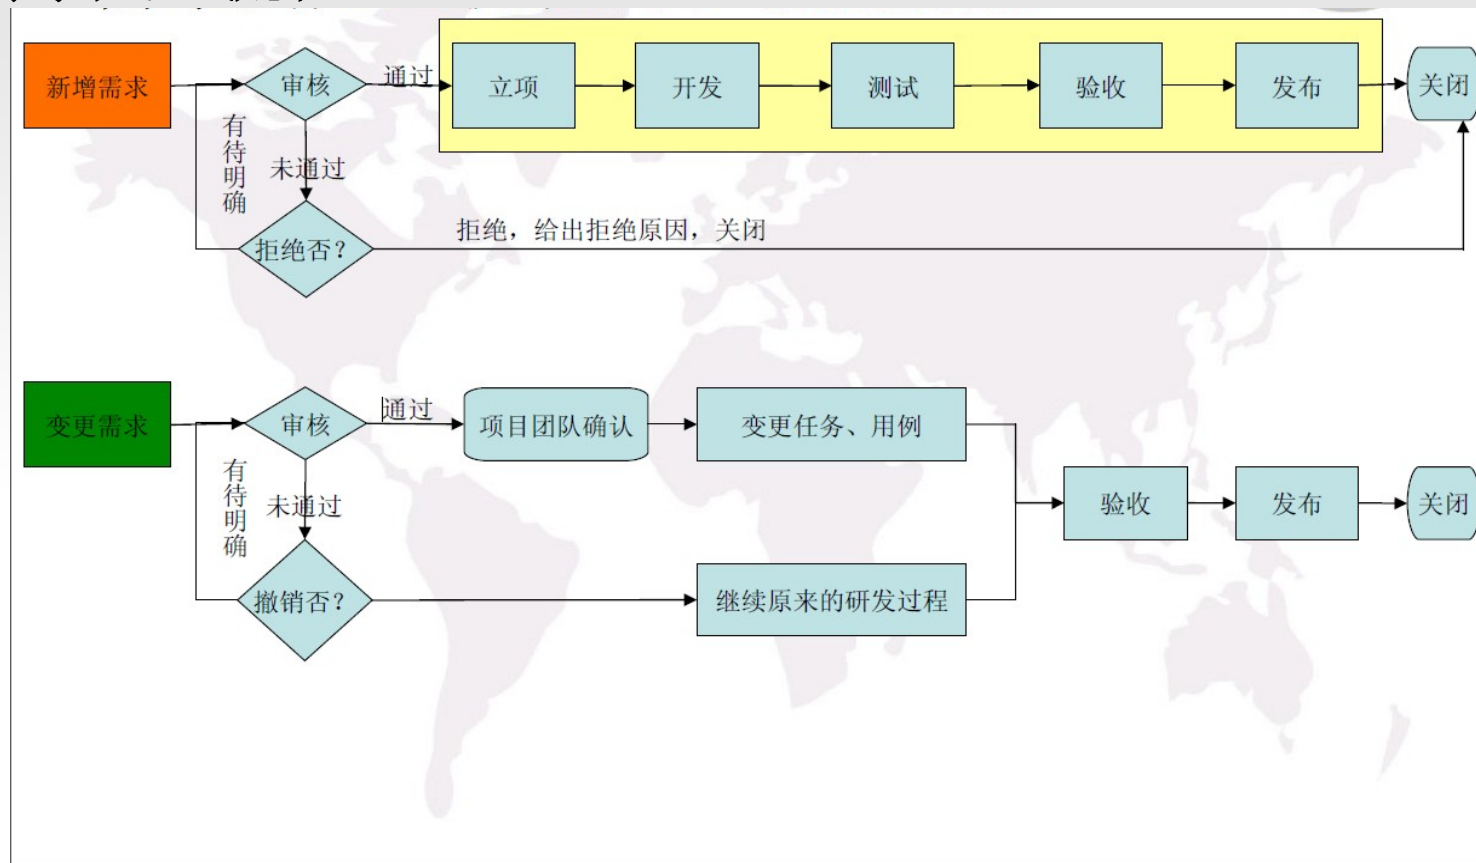 新增需求
审核
通过
立项
开发
测试
验收
发布
关闭
有待明确
未通过
拒绝否？
拒绝，给出拒绝原因，关闭
变更需求
审核
通过
项目团队确认
变更任务、用例
有待明确
未通过
验收
发布
关闭
撤销否？
继续原来的研发过程